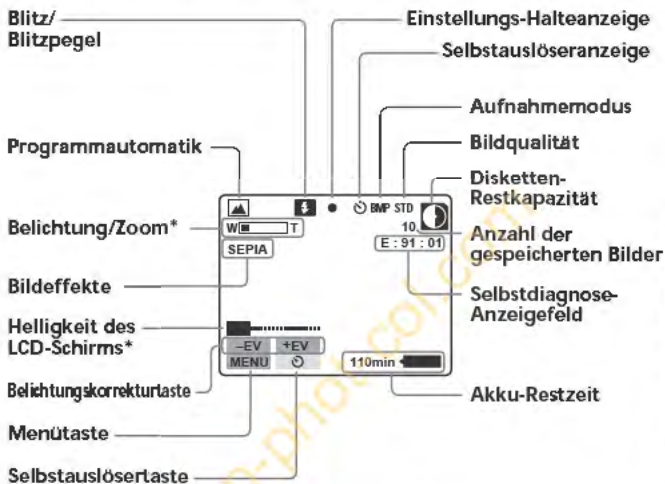 Blitz/
Blitzpegel
Einstellungs-Halteanzeige
Selbstauslöseranzeige
Aufnahmemodus
Programmautomatik
Bildqualität
Disketten-
Restkapazität
BMP STD
W T
10
Belichtung/Zoom*
Anzahl der
gespeicherten Bilder
SEPIA
E : 91 : 01
Bildeffekte
Selbstdiagnose-
Anzeigefeld
Helligkeit des
LCD-Schirms*
–EV +EV
MENU
110min
Belichtungskorrekturtaste
Akku-Restzeit
Menütaste
Selbstauslösertaste